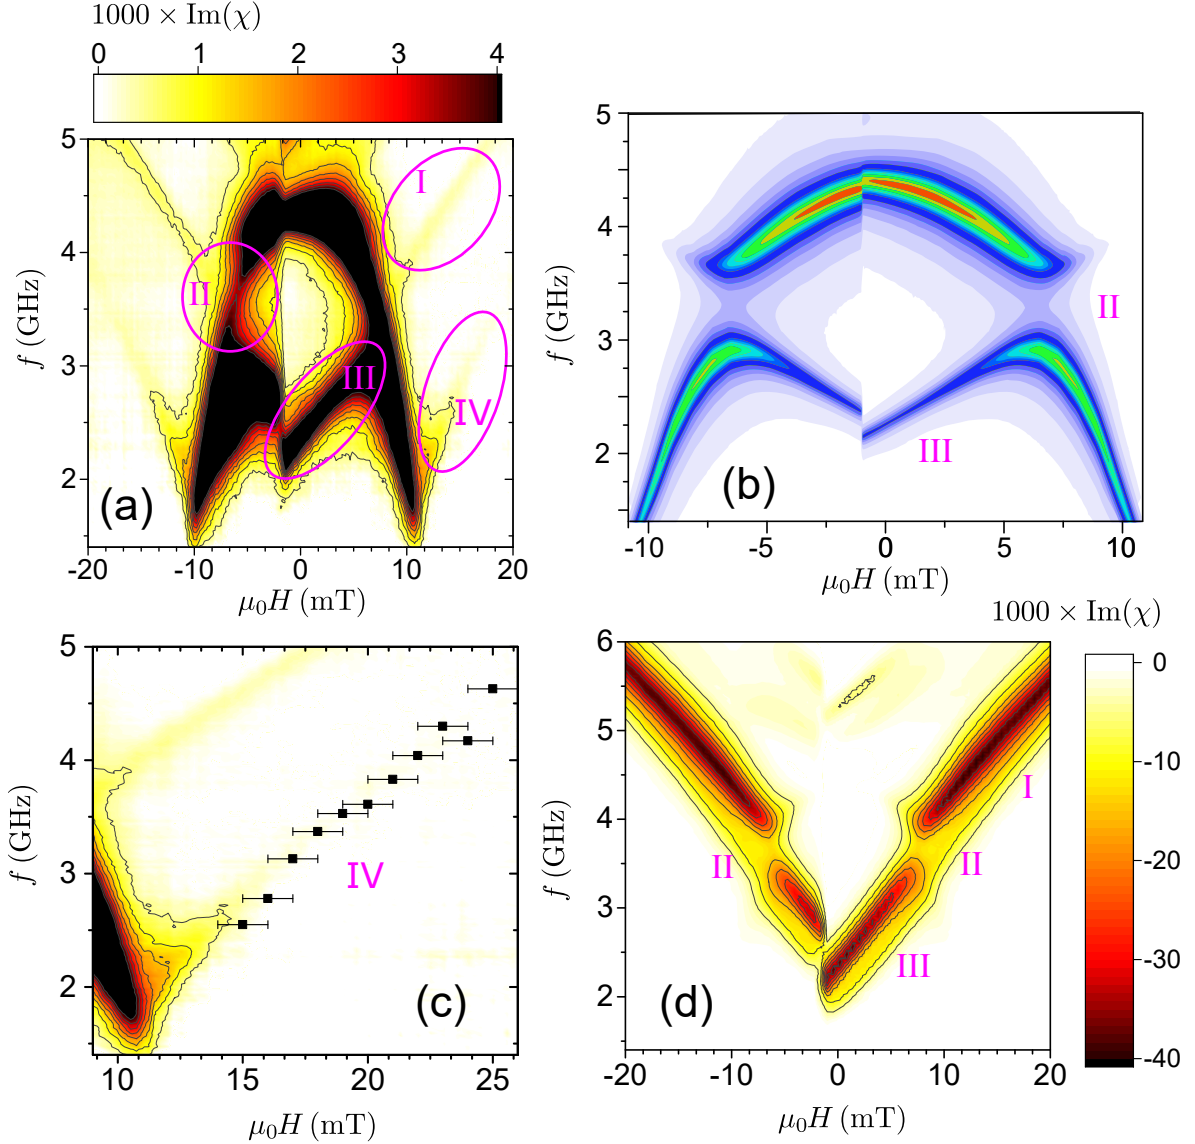 1000 × Im(χ)
0 1 2 3 4
5
4
3
2
f (GHz)
I
II
III
IV
(a)
-20 -10 0 10 20
μ₀H (mT)
5
4
3
2
f (GHz)
II
III
(b)
-10 -5 0 5 10
μ₀H (mT)
5
4
3
2
f (GHz)
IV
(c)
10 15 20 25
μ₀H (mT)
1000 × Im(χ)
6
5
4
3
2
f (GHz)
I
II
II
III
(d)
-20 -10 0 10 20
μ₀H (mT)
0
-10
-20
-30
-40